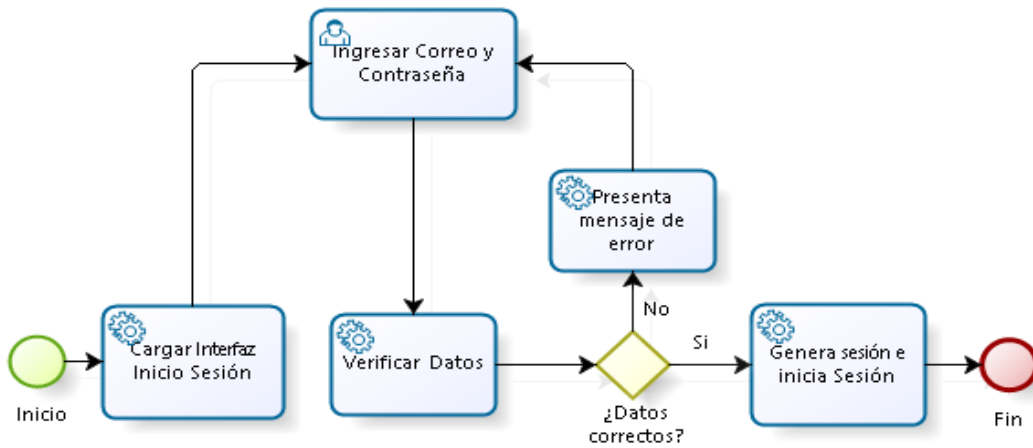 Ingresar Correo y
Contraseña
Presenta
mensaje de
error
No
Cargar Interfaz
Inicio Sesión
Verificar Datos
Si
Genera sesión e
inicia Sesión
Inicio
¿Datos
correctos?
Fin